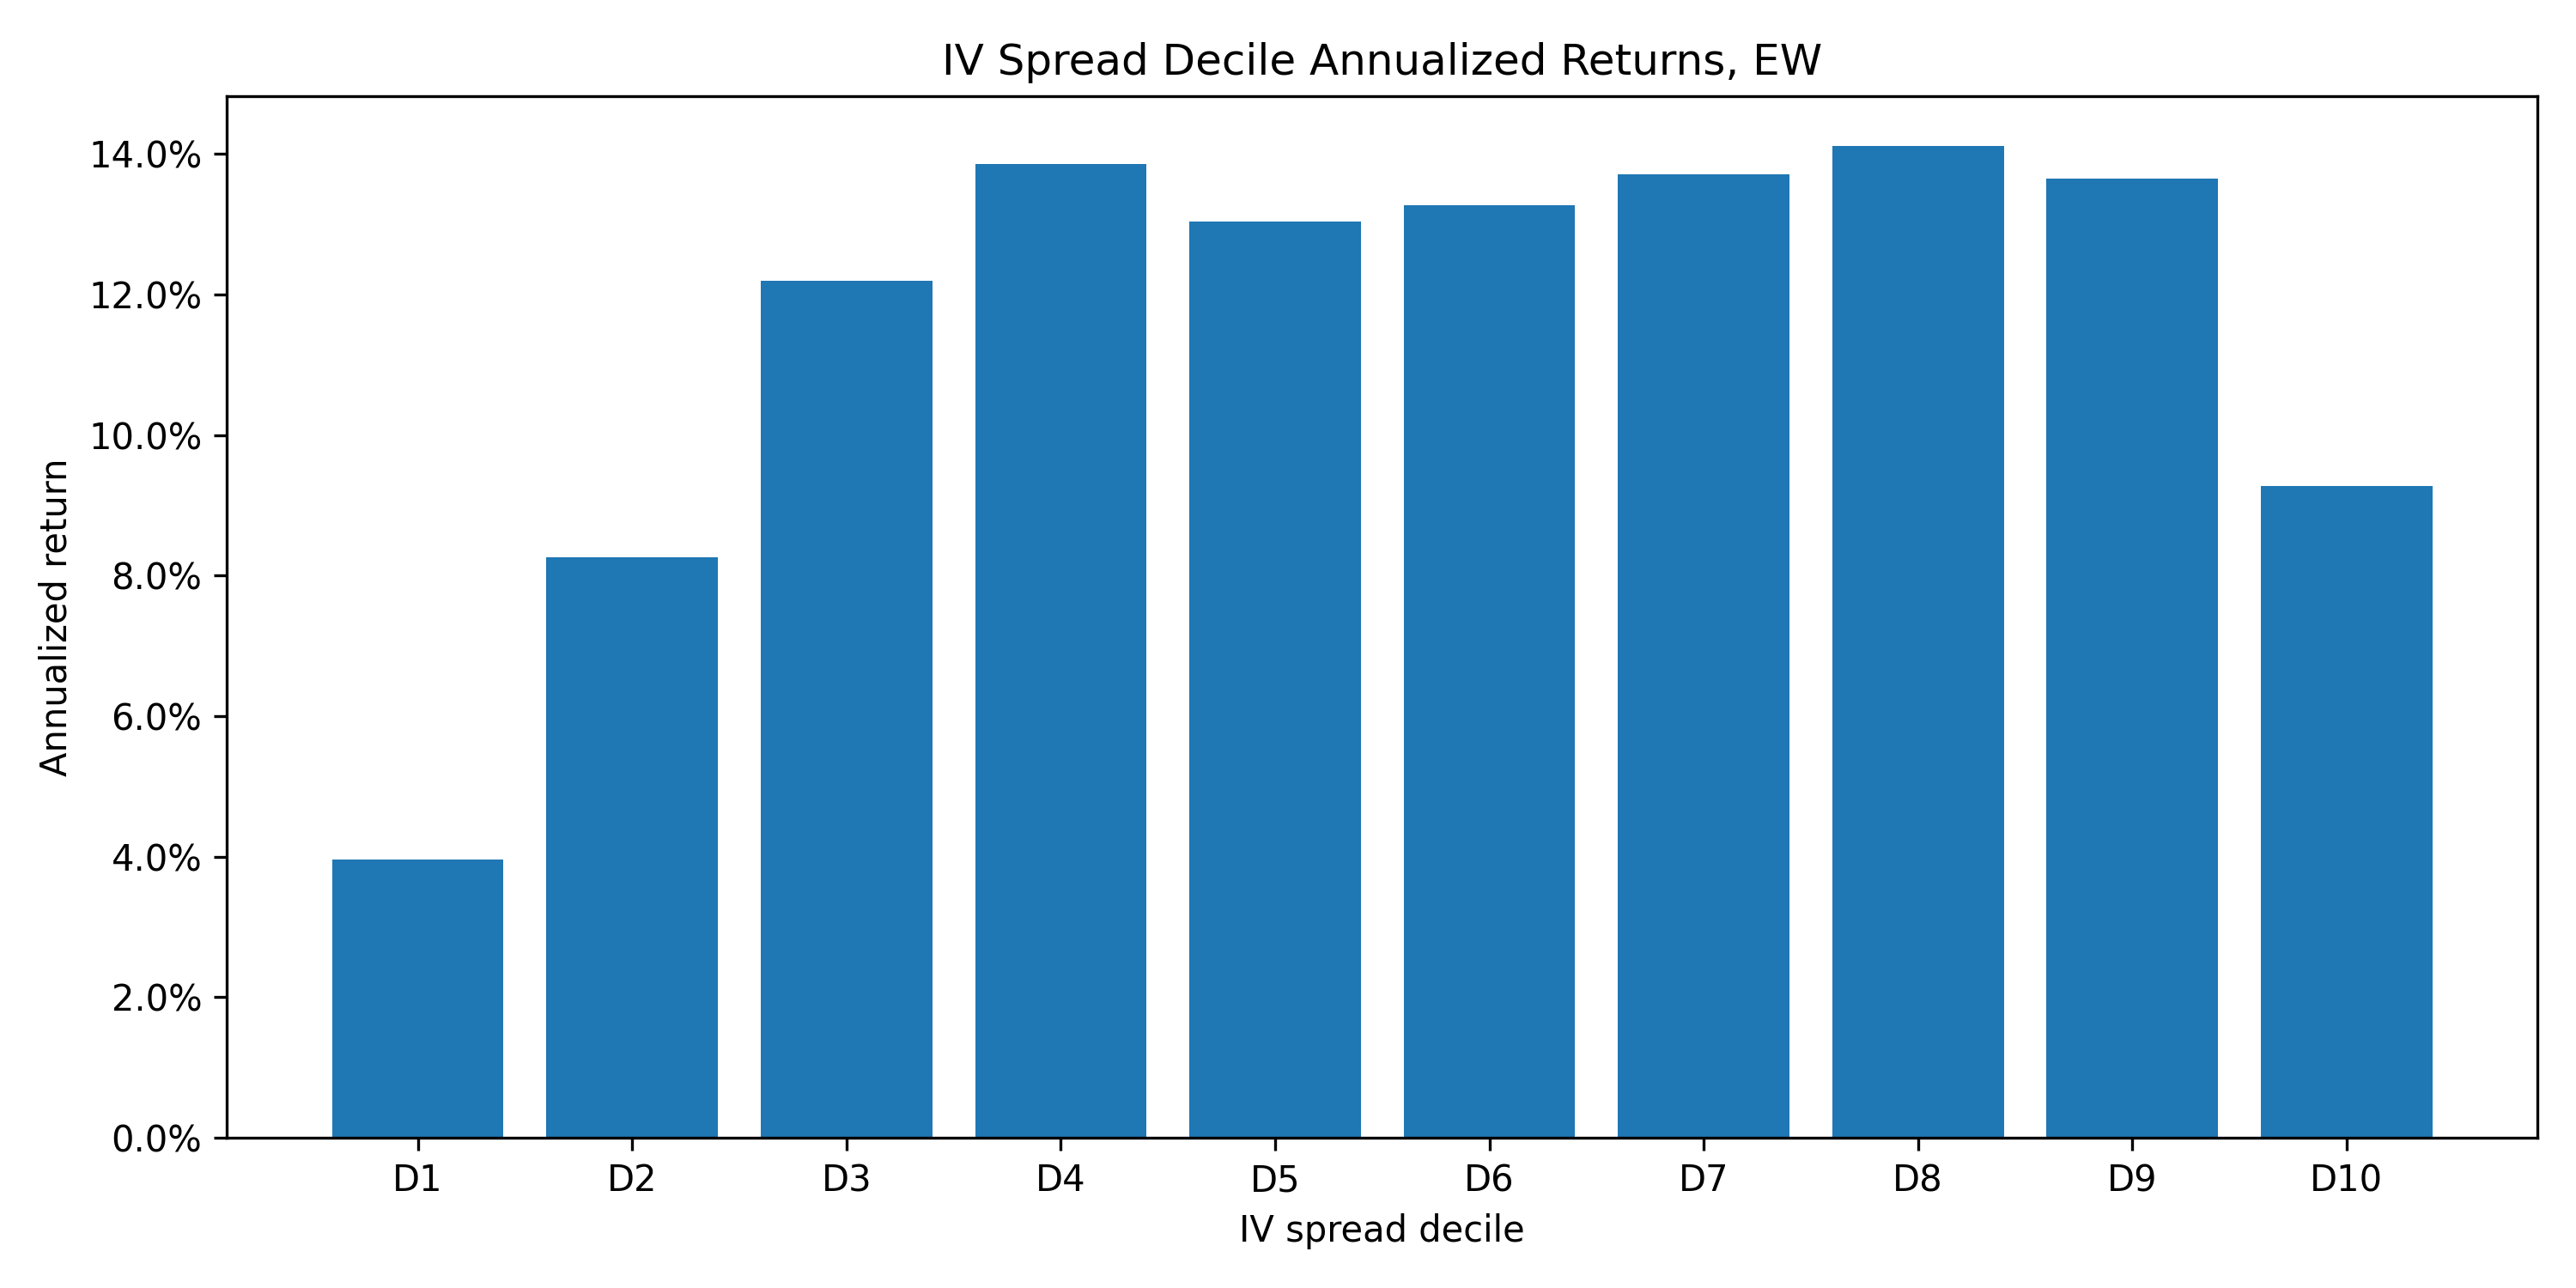 IV Spread Decile Annualized Returns, EW
Annualized return
14.0%
12.0%
10.0%
8.0%
6.0%
4.0%
2.0%
0.0%
D1 D2 D3 D4 D5 D6 D7 D8 D9 D10
IV spread decile